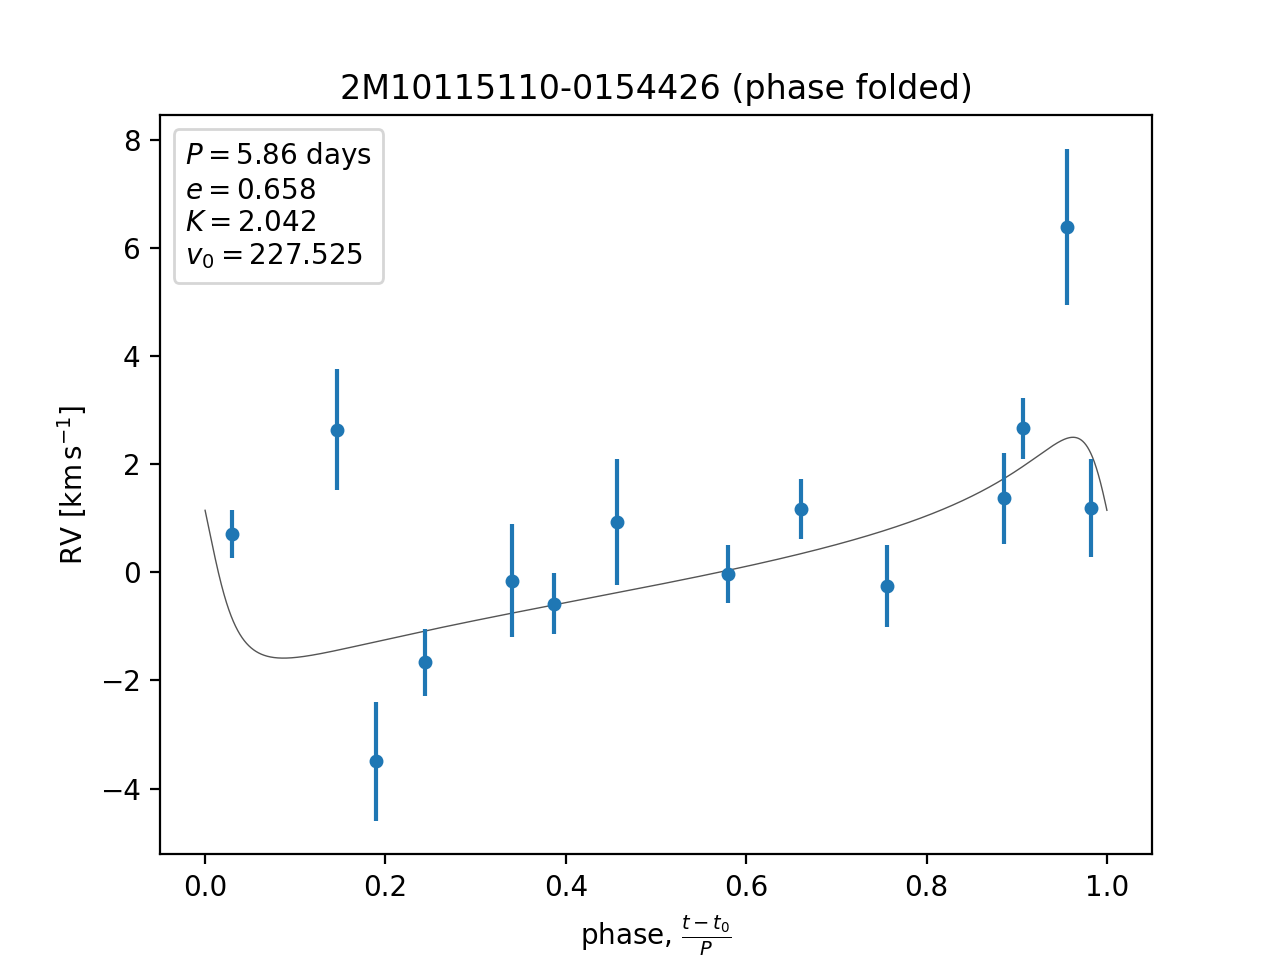 2M10115110-0154426 (phase folded)
P = 5.86 days
e = 0.658
K = 2.042
v₀ = 227.525
RV [km s⁻¹]
8
6
4
2
0
−2
−4
0.0 0.2 0.4 0.6 0.8 1.0
phase, (t − t₀)/P